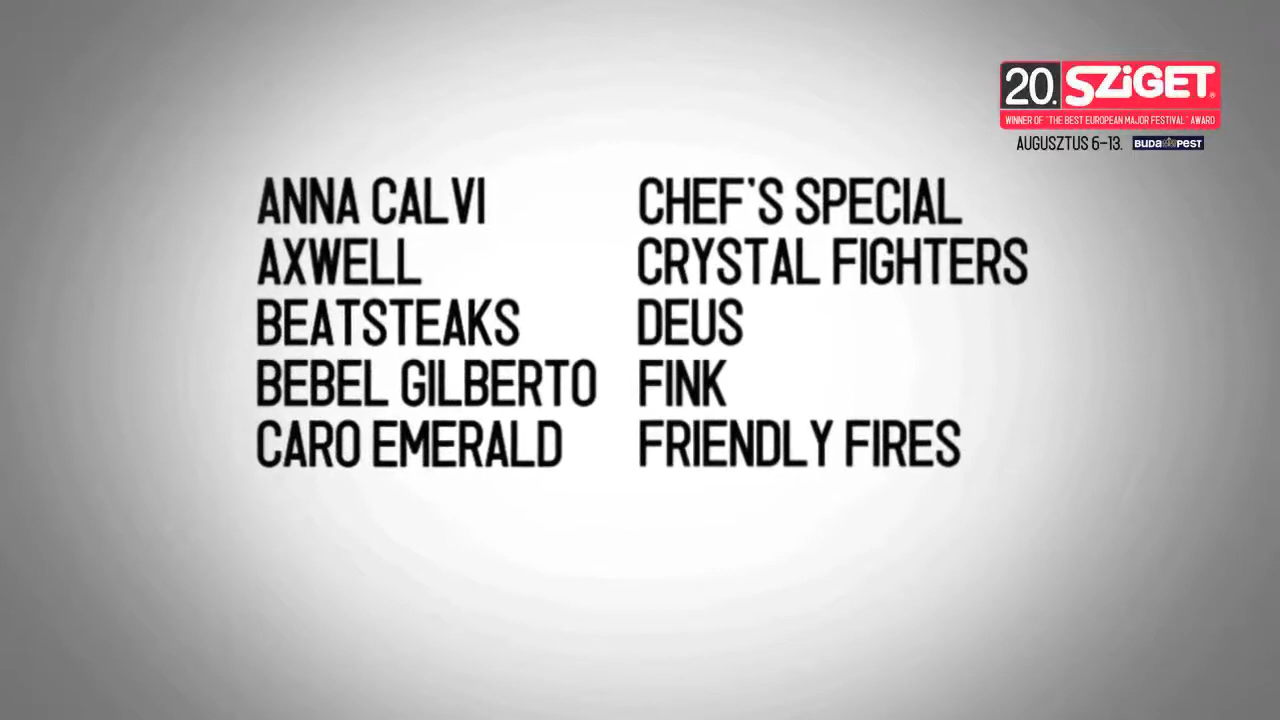 20. SZiGET
WINNER OF "THE BEST EUROPEAN MAJOR FESTIVAL" AWARD
AUGUSZTUS 6-13. BUDAPEST
ANNA CALVI
AXWELL
BEATSTEAKS
BEBEL GILBERTO
CARO EMERALD
CHEF'S SPECIAL
CRYSTAL FIGHTERS
DEUS
FINK
FRIENDLY FIRES